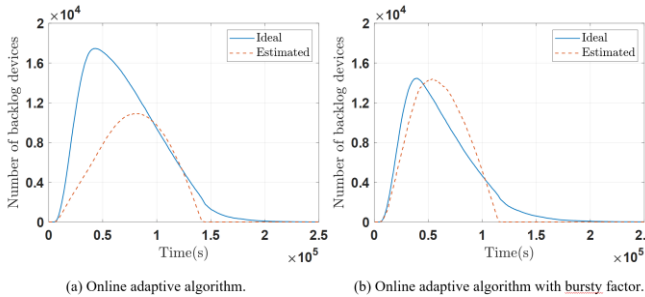 ×10⁴
2
1.6
1.2
0.8
0.4
0
Number of backlog devices
Ideal
Estimated
0 0.5 1 1.5 2 2.5
Time(s)
×10⁵
(a) Online adaptive algorithm.
×10⁴
2
1.6
1.2
0.8
0.4
0
Number of backlog devices
Ideal
Estimated
0 0.5 1 1.5 2 2.5
Time(s)
×10⁵
(b) Online adaptive algorithm with bursty factor.